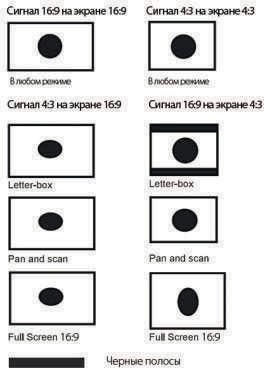 Сигнал 16:9 на экране 16:9
Сигнал 4:3 на экране 4:3
В любом режиме
В любом режиме
Сигнал 4:3 на экране 16:9
Сигнал 16:9 на экране 4:3
Letter-box
Letter-box
Pan and scan
Pan and scan
Full Screen 16:9
Full Screen 16:9
Черные полосы